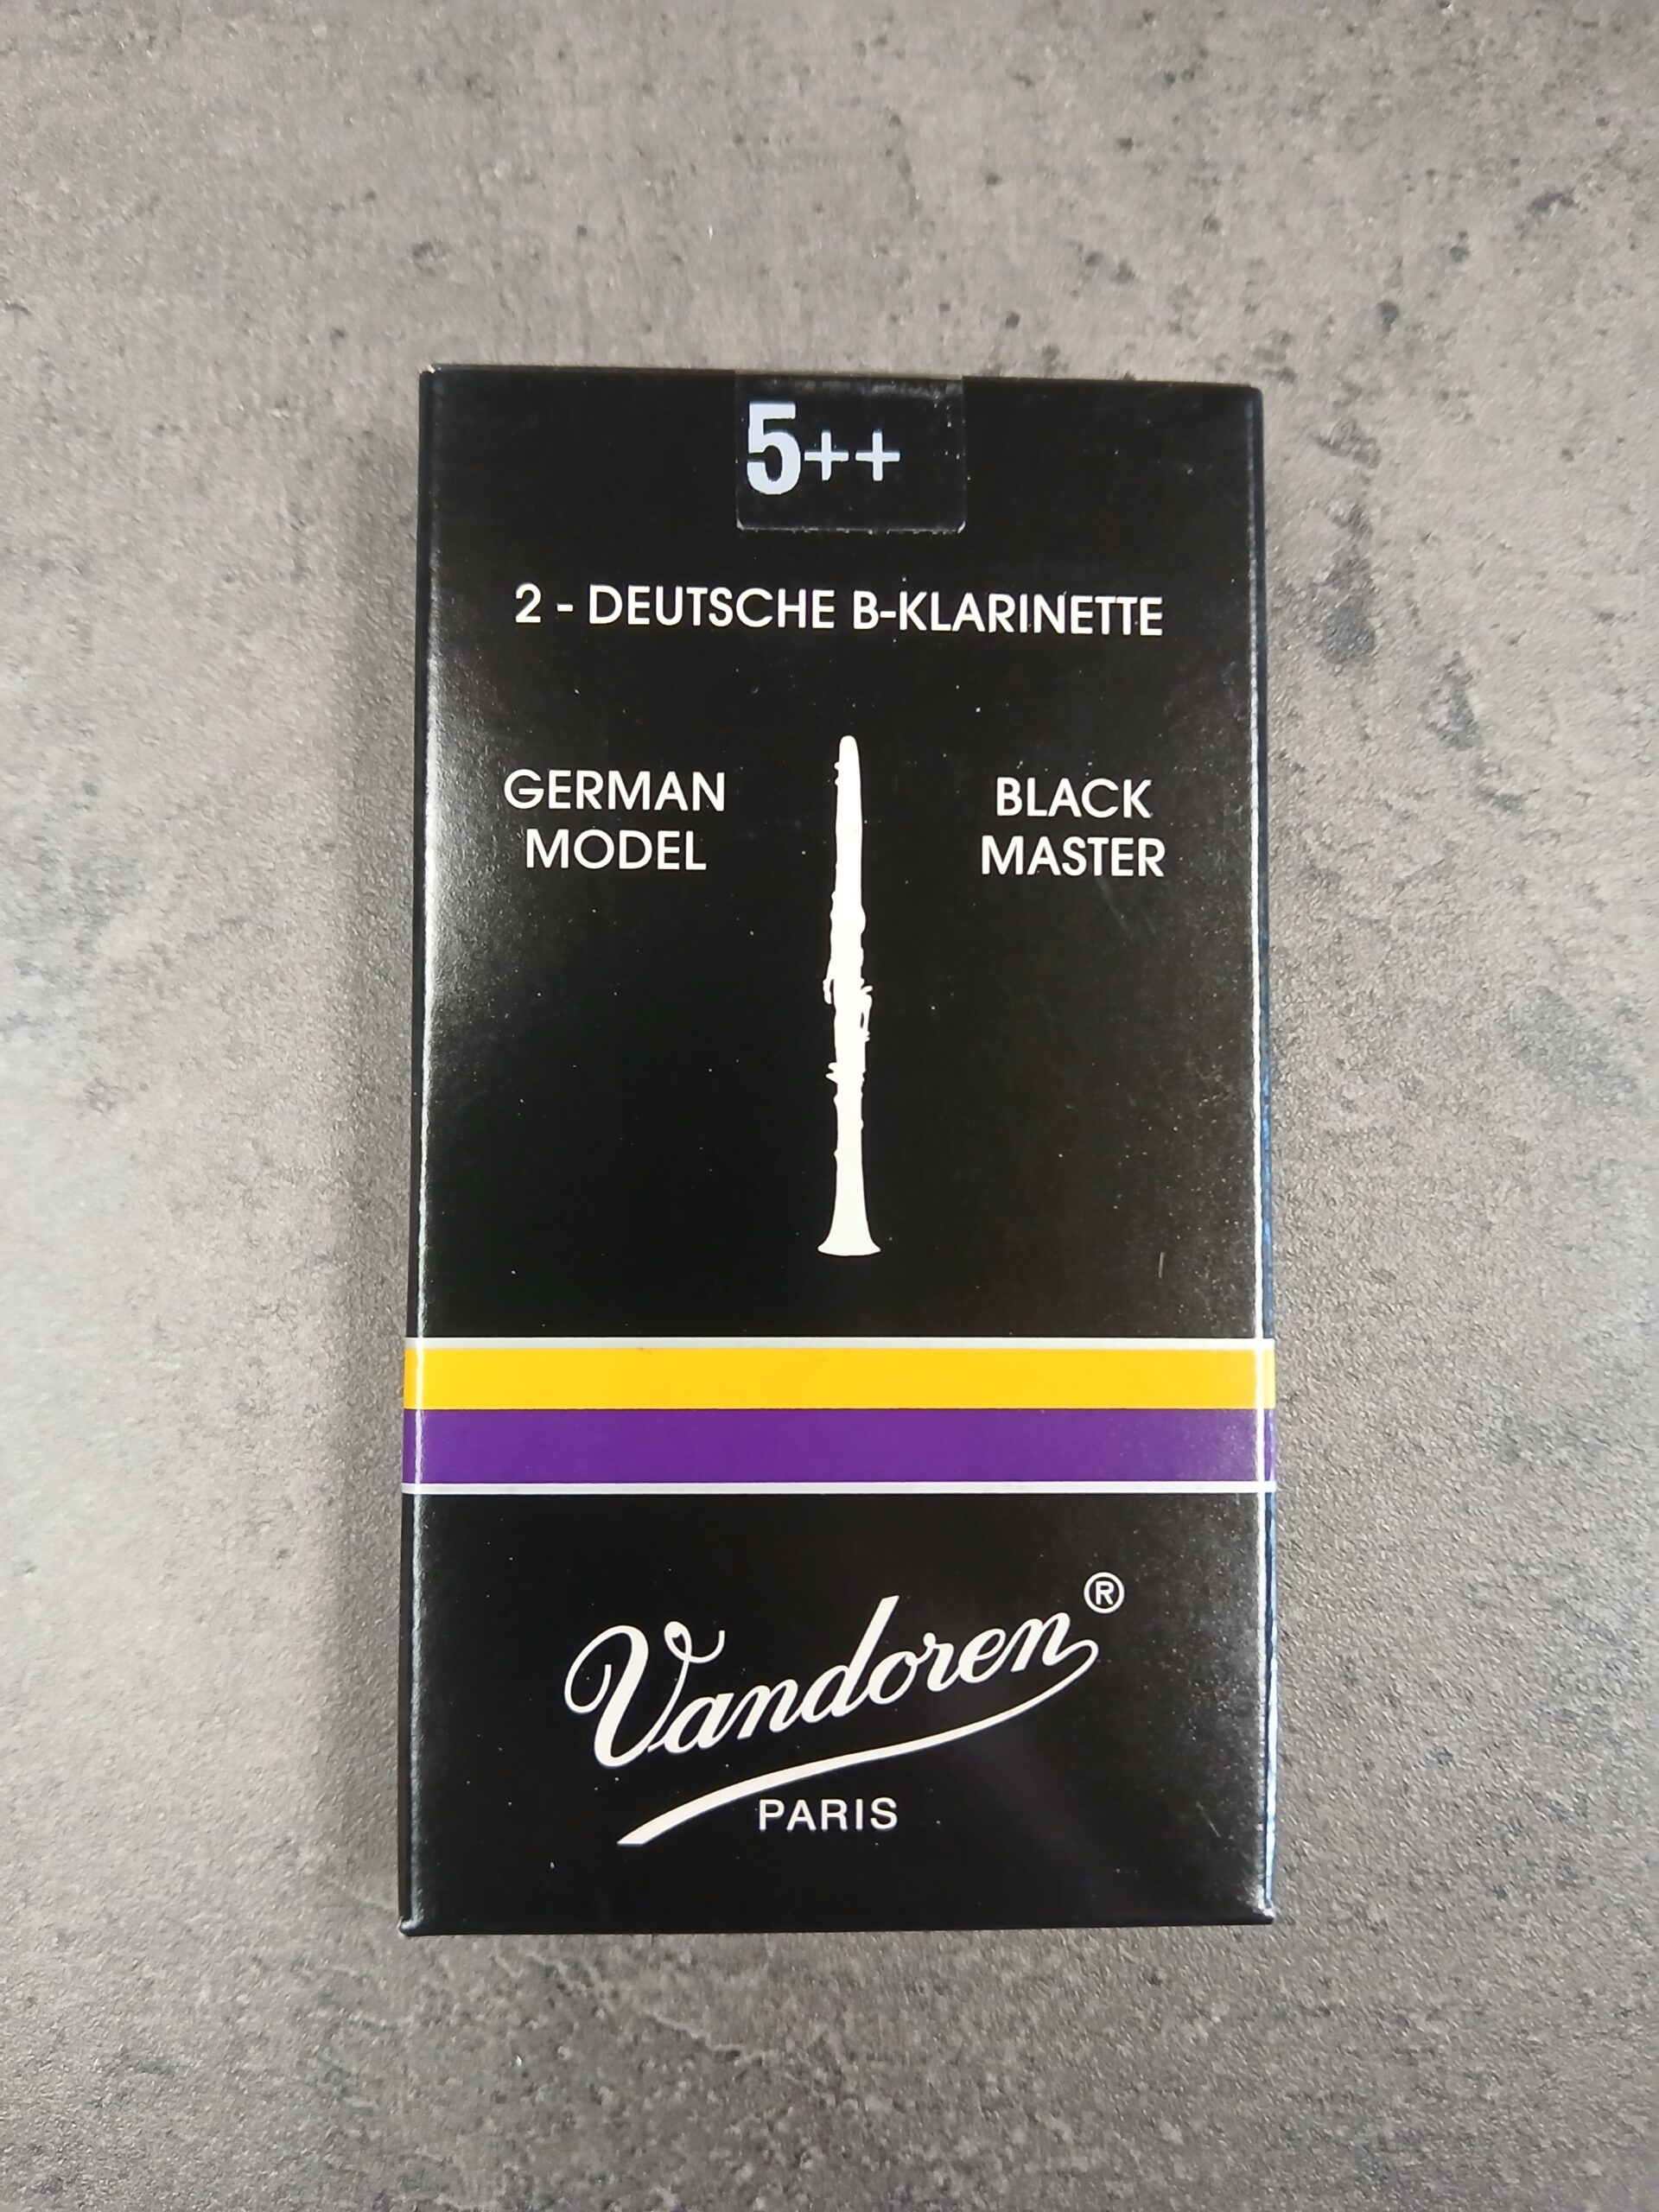 5++
2 - DEUTSCHE B-KLARINETTE
GERMAN
MODEL
BLACK
MASTER
Vandoren®
PARIS